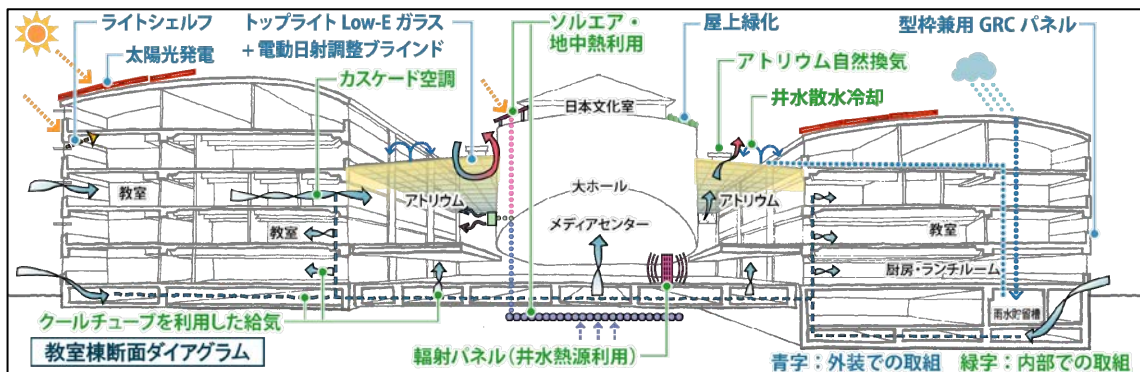 ライトシェルフ
太陽光発電
トップライト Low-E ガラス
＋電動日射調整ブラインド
カスケード空調
ソルエア・
地中熱利用
屋上緑化
アトリウム自然換気
井水散水冷却
型枠兼用 GRC パネル
日本文化室
大ホール
メディアセンター
アトリウム
アトリウム
教室
教室
教室
厨房・ランチルーム
雨水貯留槽
クールチューブを利用した給気
輻射パネル（井水熱源利用）
教室棟断面ダイアグラム
青字：外装での取組　緑字：内部での取組